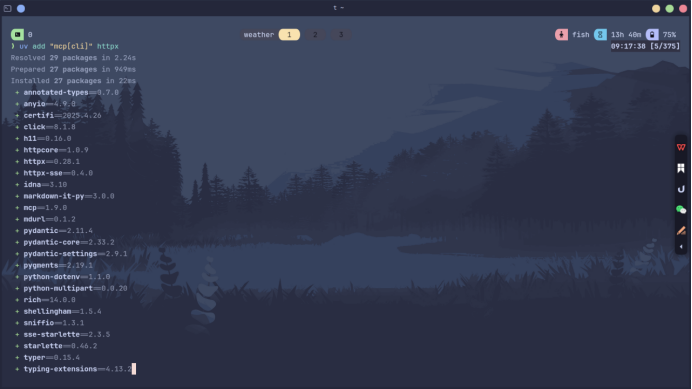 t ~
0
weather 1 2 3
fish 13h 40m 75%
❯ uv add "mcp[cli]" httpx
09:17:38 [5/375]
Resolved 29 packages in 2.24s
Prepared 27 packages in 949ms
Installed 27 packages in 22ms
+ annotated-types==0.7.0
+ anyio==4.9.0
+ certifi==2025.4.26
+ click==8.1.8
+ h11==0.16.0
+ httpcore==1.0.9
+ httpx==0.28.1
+ httpx-sse==0.4.0
+ idna==3.10
+ markdown-it-py==3.0.0
+ mcp==1.9.0
+ mdurl==0.1.2
+ pydantic==2.11.4
+ pydantic-core==2.33.2
+ pydantic-settings==2.9.1
+ pygments==2.19.1
+ python-dotenv==1.1.0
+ python-multipart==0.0.20
+ rich==14.0.0
+ shellingham==1.5.4
+ sniffio==1.3.1
+ sse-starlette==2.3.5
+ starlette==0.46.2
+ typer==0.15.4
+ typing-extensions==4.13.2